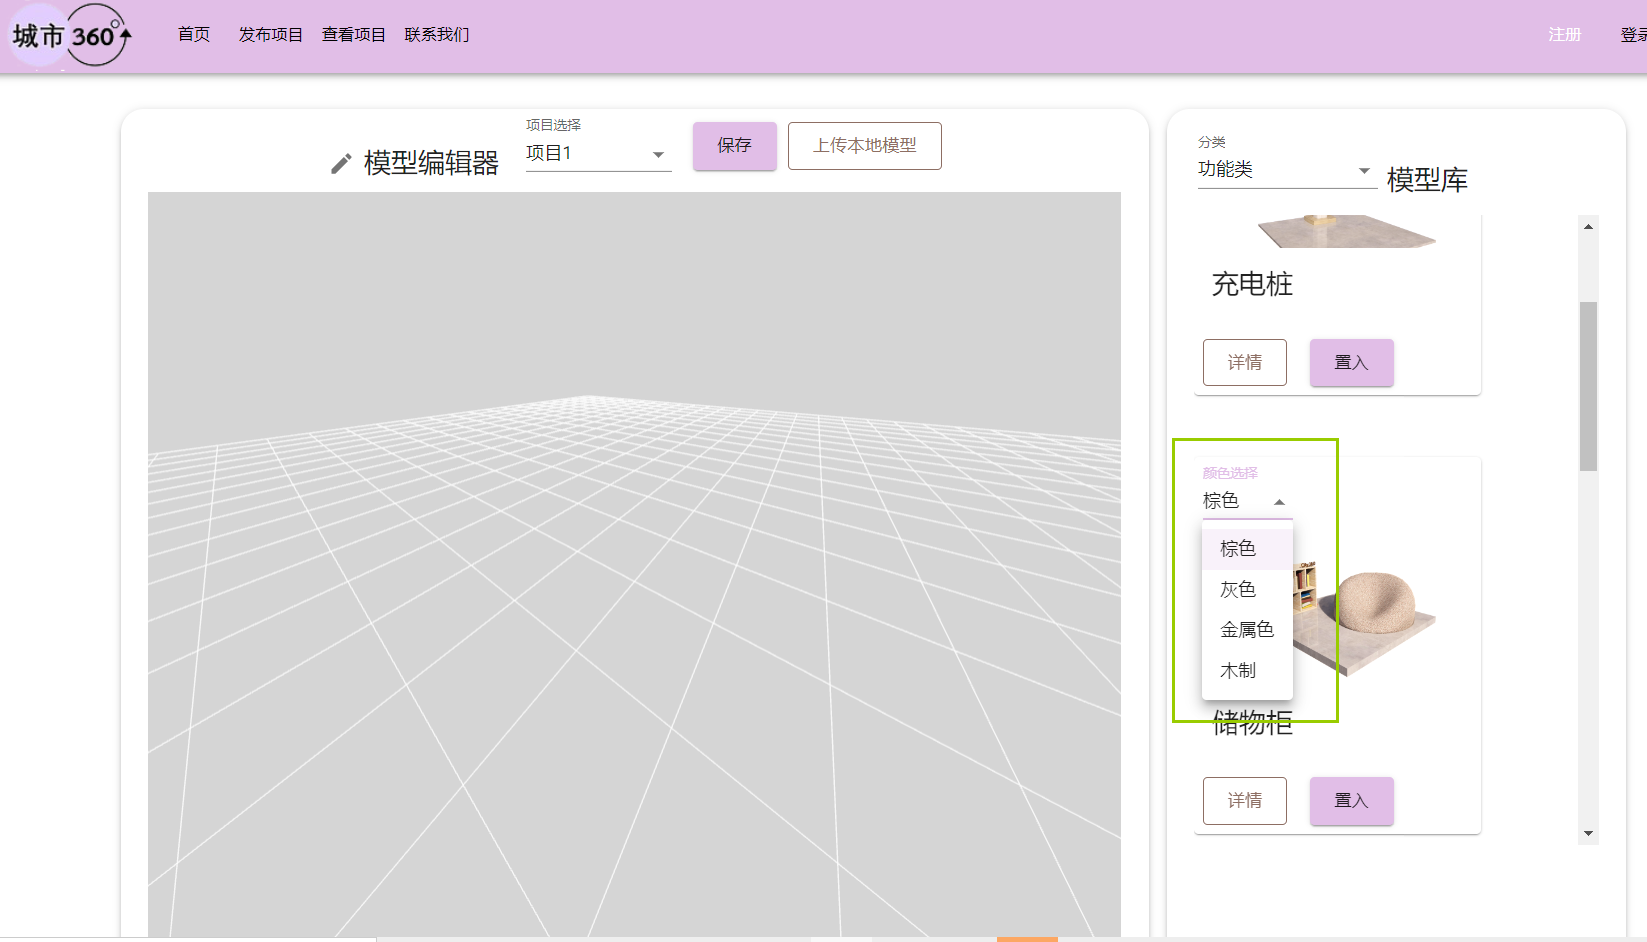 城市 360°
首页 发布项目 查看项目 联系我们
注册 登录
模型编辑器
项目选择
项目1
保存
上传本地模型
分类
功能类
模型库
充电桩
详情
置入
颜色选择
棕色
棕色
灰色
金属色
木制
储物柜
详情
置入